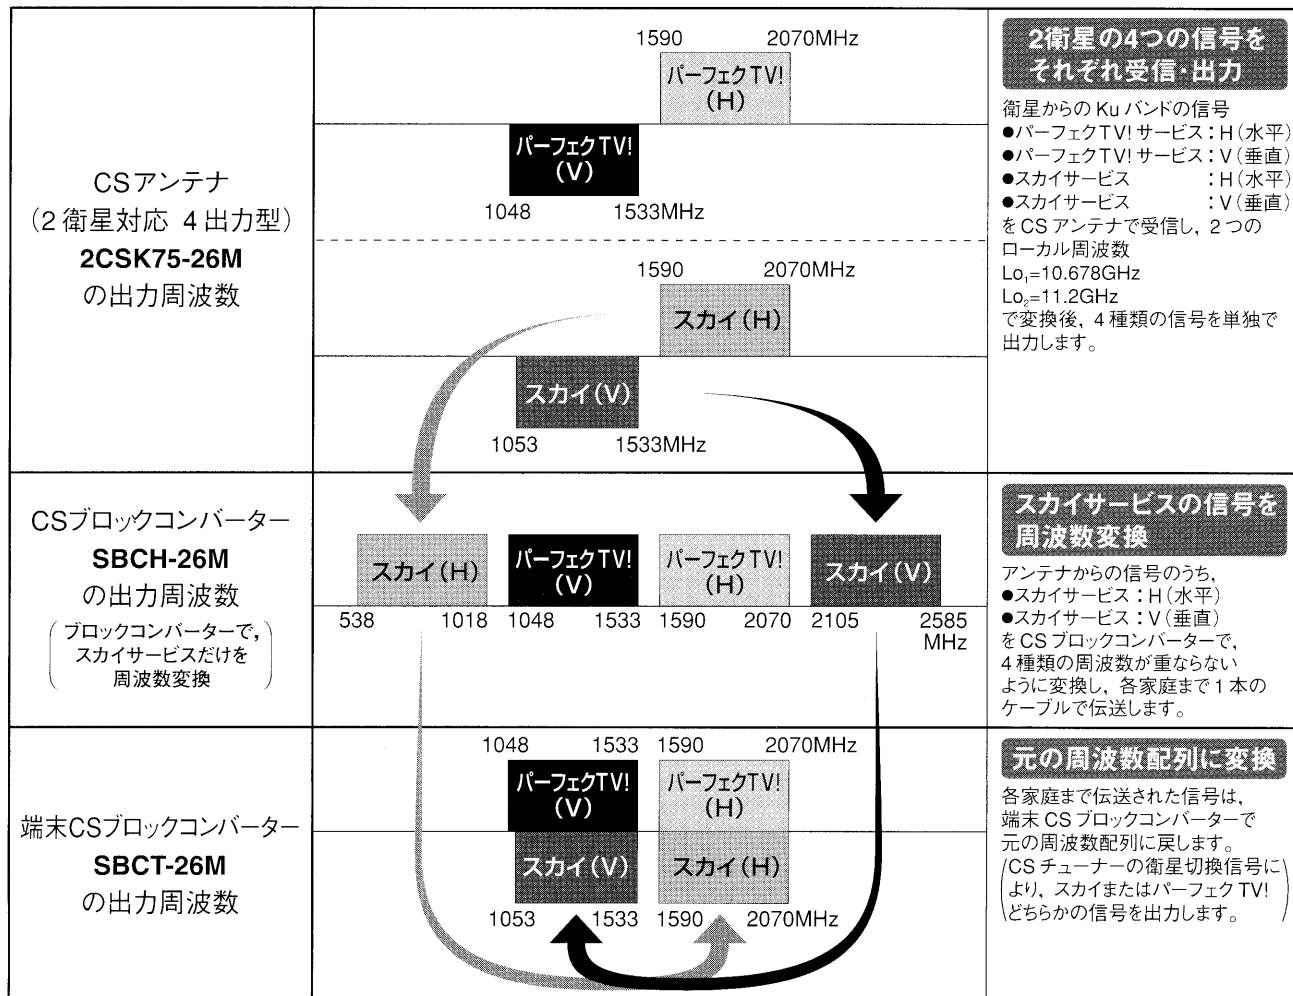 CSアンテナ
(2衛星対応 4出力型)
2CSK75-26M
の出力周波数
1590 2070MHz
パーフェクTV!
(H)
パーフェクTV!
(V)
1048 1533MHz
1590 2070MHz
スカイ(H)
スカイ(V)
1053 1533MHz
2衛星の4つの信号を
それぞれ受信・出力
衛星からの Ku バンドの信号
●パーフェクTV! サービス:H(水平)
●パーフェクTV! サービス:V(垂直)
●スカイサービス :H(水平)
●スカイサービス :V(垂直)
を CS アンテナで受信し, 2つの
ローカル周波数
Lo₁=10.678GHz
Lo₂=11.2GHz
で変換後, 4種類の信号を単独で
出力します。
CSブロックコンバーター
SBCH-26M
の出力周波数
(ブロックコンバーターで,
スカイサービスだけを
周波数変換)
スカイ(H)
パーフェクTV!
(V)
パーフェクTV!
(H)
スカイ(V)
538 1018 1048 1533 1590 2070 2105 2585
MHz
スカイサービスの信号を
周波数変換
アンテナからの信号のうち,
●スカイサービス:H(水平)
●スカイサービス:V(垂直)
を CS ブロックコンバーターで,
4種類の周波数が重ならない
ように変換し, 各家庭まで1本の
ケーブルで伝送します。
端末CSブロックコンバーター
SBCT-26M
の出力周波数
1048 1533 1590 2070MHz
パーフェクTV!
(V)
パーフェクTV!
(H)
スカイ(V)
スカイ(H)
1053 1533 1590 2070MHz
元の周波数配列に変換
各家庭まで伝送された信号は,
端末 CS ブロックコンバーターで
元の周波数配列に戻します。
(CS チューナーの衛星切換信号に
より, スカイまたはパーフェク TV!
どちらかの信号を出力します。)